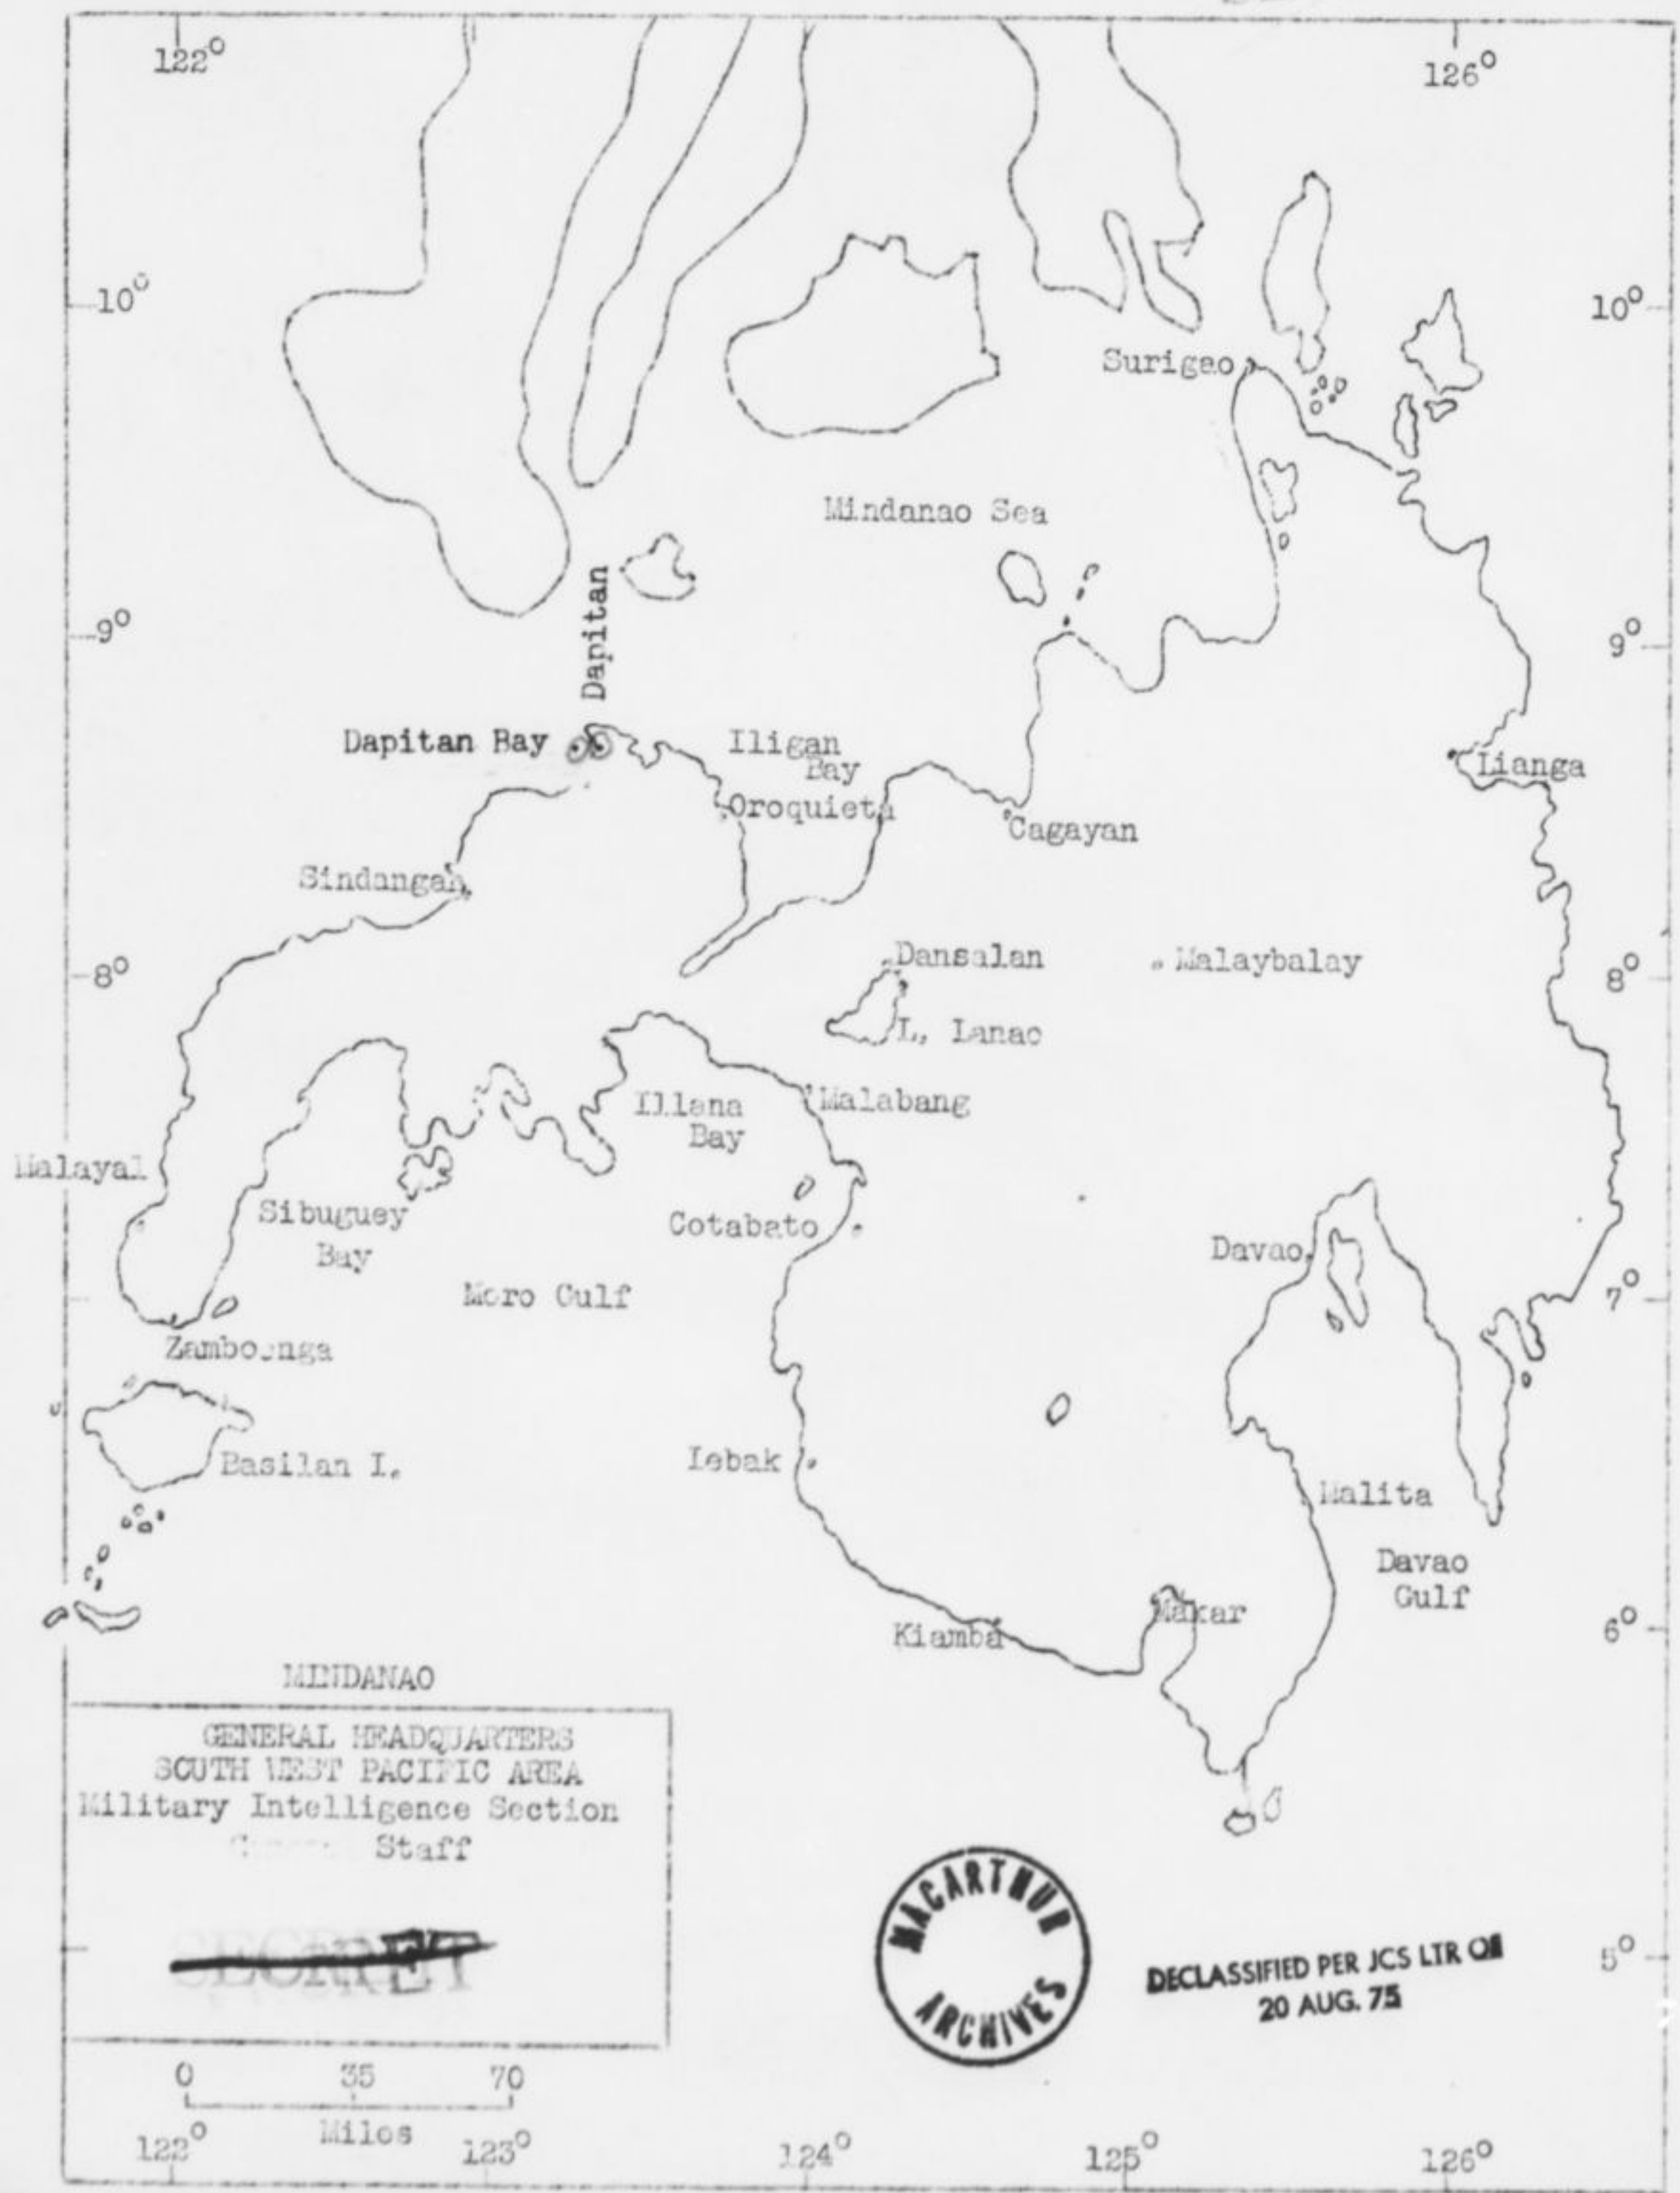 122°
126°
10°
10°
Surigao
Mindanao Sea
Dapitan
9°
9°
Dapitan Bay
Iligan
Bay
Lianga
Oroquieta
Cagayan
Sindangan
Dansalan
Malaybalay
8°
8°
L. Lanao
Illana
Bay
Malabang
Malayal
Sibuguey
Bay
Cotabato
Davao
Moro Gulf
7°
Zamboanga
Basilan I.
Lebak
Malita
Davao
Gulf
Makar
Kiamba
6°
MINDANAO
GENERAL HEADQUARTERS
SOUTH WEST PACIFIC AREA
Military Intelligence Section
Staff
SECRET
MACARTHUR
ARCHIVES
DECLASSIFIED PER JCS LTR OF
20 AUG. 75
5°
0 35 70
Miles
122° 123° 124° 125° 126°